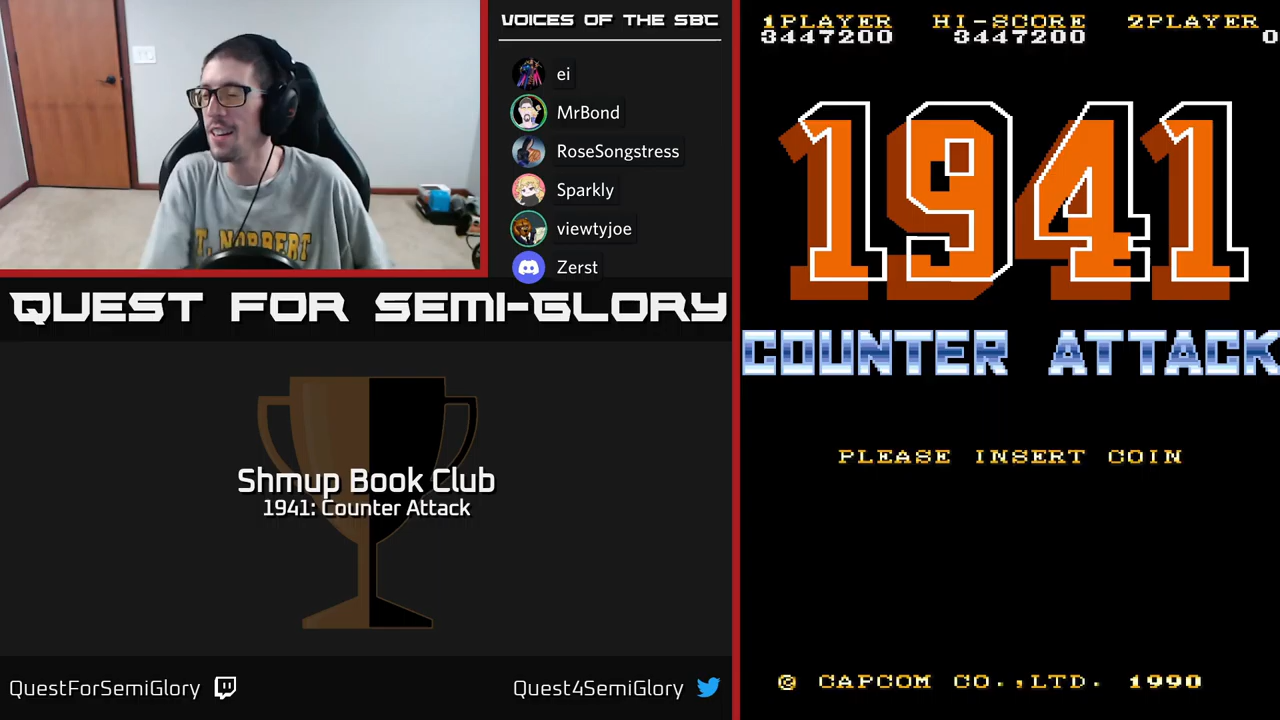 T. NORBERT
VOICES OF THE SBC
ei
MrBond
RoseSongstress
Sparkly
viewtyjoe
Zerst
QUEST FOR SEMI-GLORY
Shmup Book Club
1941: Counter Attack
QuestForSemiGlory
Quest4SemiGlory
1PLAYER HI-SCORE 2PLAYER
3447200 3447200 0
1941
COUNTER ATTACK
PLEASE INSERT COIN
© CAPCOM CO.,LTD. 1990